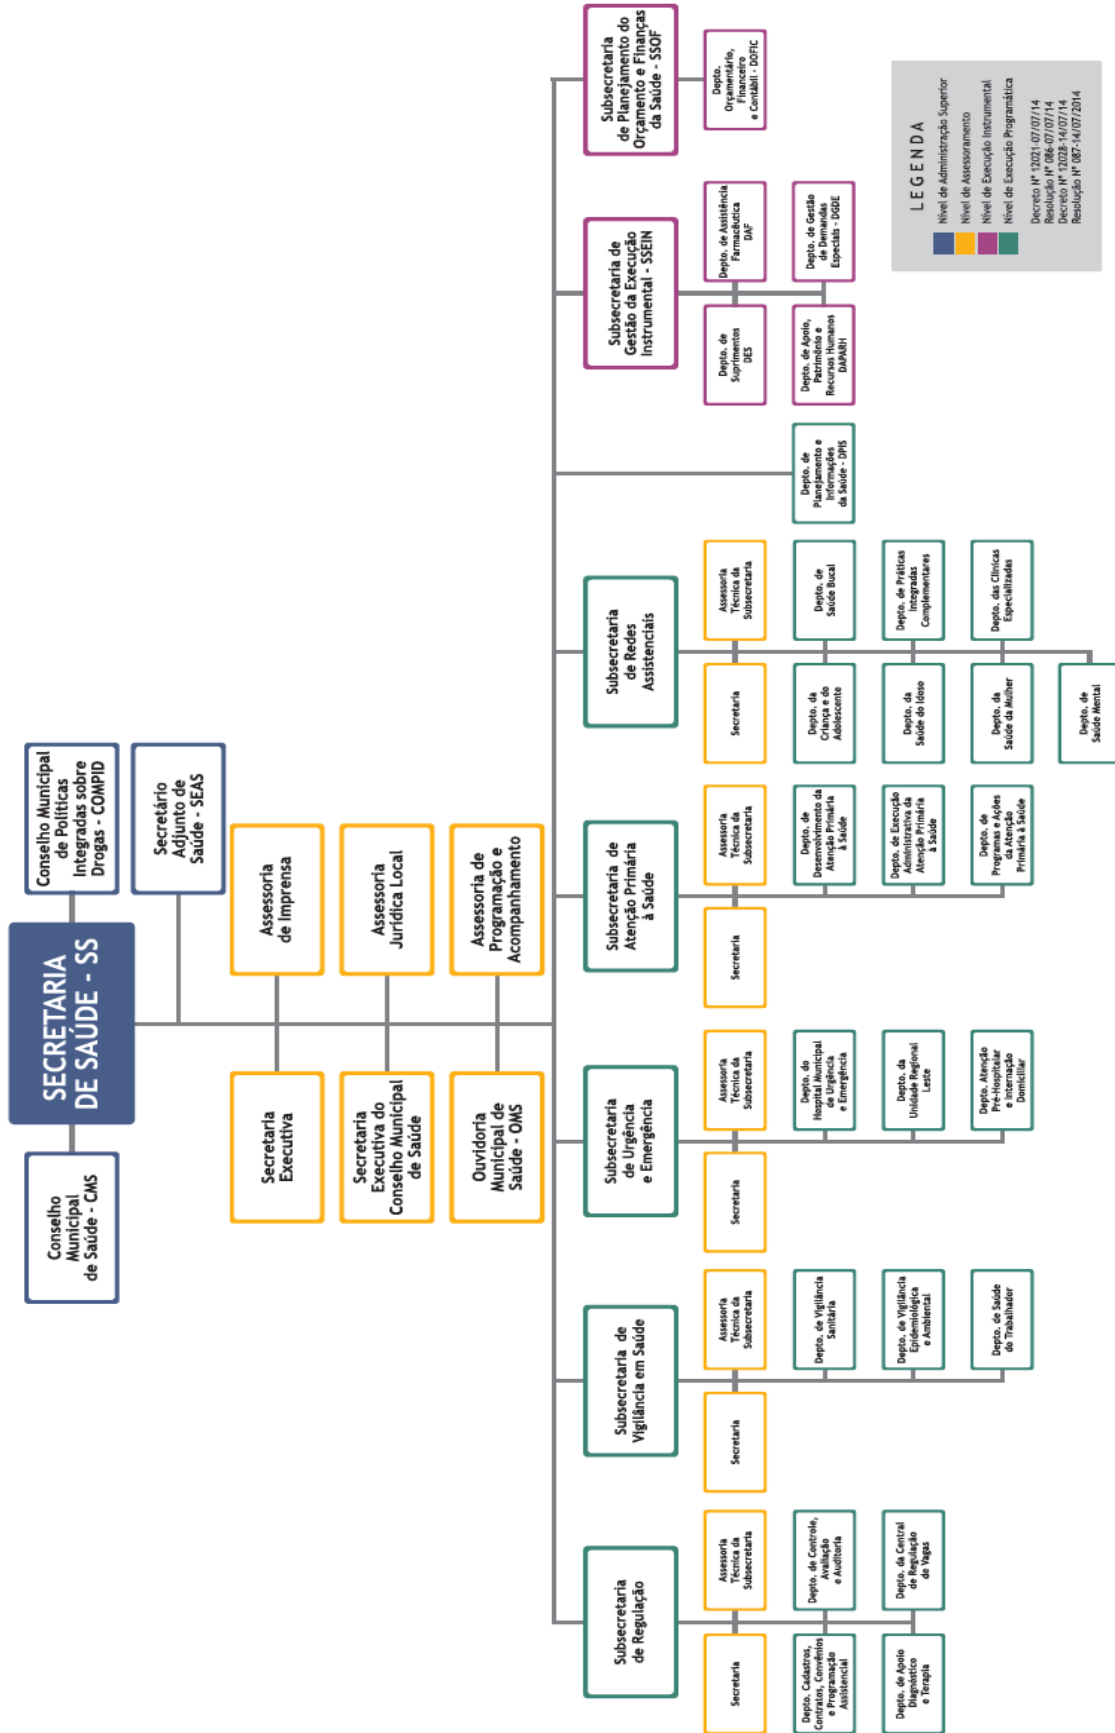 SECRETARIA
DE SAÚDE - SS
Conselho
Municipal
de Saúde - CMS
Conselho Municipal
de Políticas
Integradas sobre
Drogas - COMPID
Secretário
Adjunto de
Saúde - SEAS
Secretaria
Executiva
Assessoria
de Imprensa
Secretaria
Executiva do
Conselho Municipal
de Saúde
Assessoria
Jurídica Local
Ouvidoria
Municipal de
Saúde - OMS
Assessoria de
Programação e
Acompanhamento
Subsecretaria
de Regulação
Secretaria
Assessoria
Técnica da
Subsecretaria
Depto. Cadastros,
Contratos, Convênios
e Programação
Assistencial
Depto. de Controle,
Avaliação
e Auditoria
Depto. de Apoio
Diagnóstico
e Terapia
Depto. da Central
de Regulação
de Vagas
Subsecretaria de
Vigilância em Saúde
Secretaria
Assessoria
Técnica da
Subsecretaria
Depto. de Vigilância
Sanitária
Depto. de Vigilância
Epidemiológica
e Ambiental
Depto. de Saúde
do Trabalhador
Subsecretaria
de Urgência
e Emergência
Secretaria
Assessoria
Técnica da
Subsecretaria
Depto. do
Hospital Municipal
de Urgência
e Emergência
Depto. da
Unidade Regional
Leste
Depto. Atenção
Pré-Hospitalar
e Internação
Domiciliar
Subsecretaria de
Atenção Primária
à Saúde
Secretaria
Assessoria
Técnica da
Subsecretaria
Depto. de
Desenvolvimento da
Atenção Primária
à Saúde
Depto. de Execução
Administrativa da
Atenção Primária
à Saúde
Depto. de
Programas e Ações
da Atenção
Primária à Saúde
Subsecretaria
de Redes
Assistenciais
Secretaria
Assessoria
Técnica da
Subsecretaria
Depto. da
Criança e do
Adolescente
Depto. de
Saúde Bucal
Depto. da
Saúde do Idoso
Depto. de Práticas
Integradas
Complementares
Depto. da
Saúde da Mulher
Depto. das Clínicas
Especializadas
Depto. de
Saúde Mental
Depto. de
Planejamento e
Informações
da Saúde - DPIS
Subsecretaria de
Gestão da Execução
Instrumental - SSEIN
Depto. de
Suprimentos
DES
Depto. de Assistência
Farmacêutica
DAF
Depto. de Apoio,
Patrimônio e
Recursos Humanos
DAPARH
Depto. de Gestão
de Demandas
Especiais - DGDE
Subsecretaria
de Planejamento do
Orçamento e Finanças
da Saúde - SSOF
Depto.
Orçamentário,
Financeiro
e Contábil - DOFIC
LEGENDA
Nível de Administração Superior
Nível de Assessoramento
Nível de Execução Instrumental
Nível de Execução Programática
Decreto Nº 12021-07/07/14
Resolução Nº 086-07/07/14
Decreto Nº 12028-14/07/14
Resolução Nº 087-14/07/2014